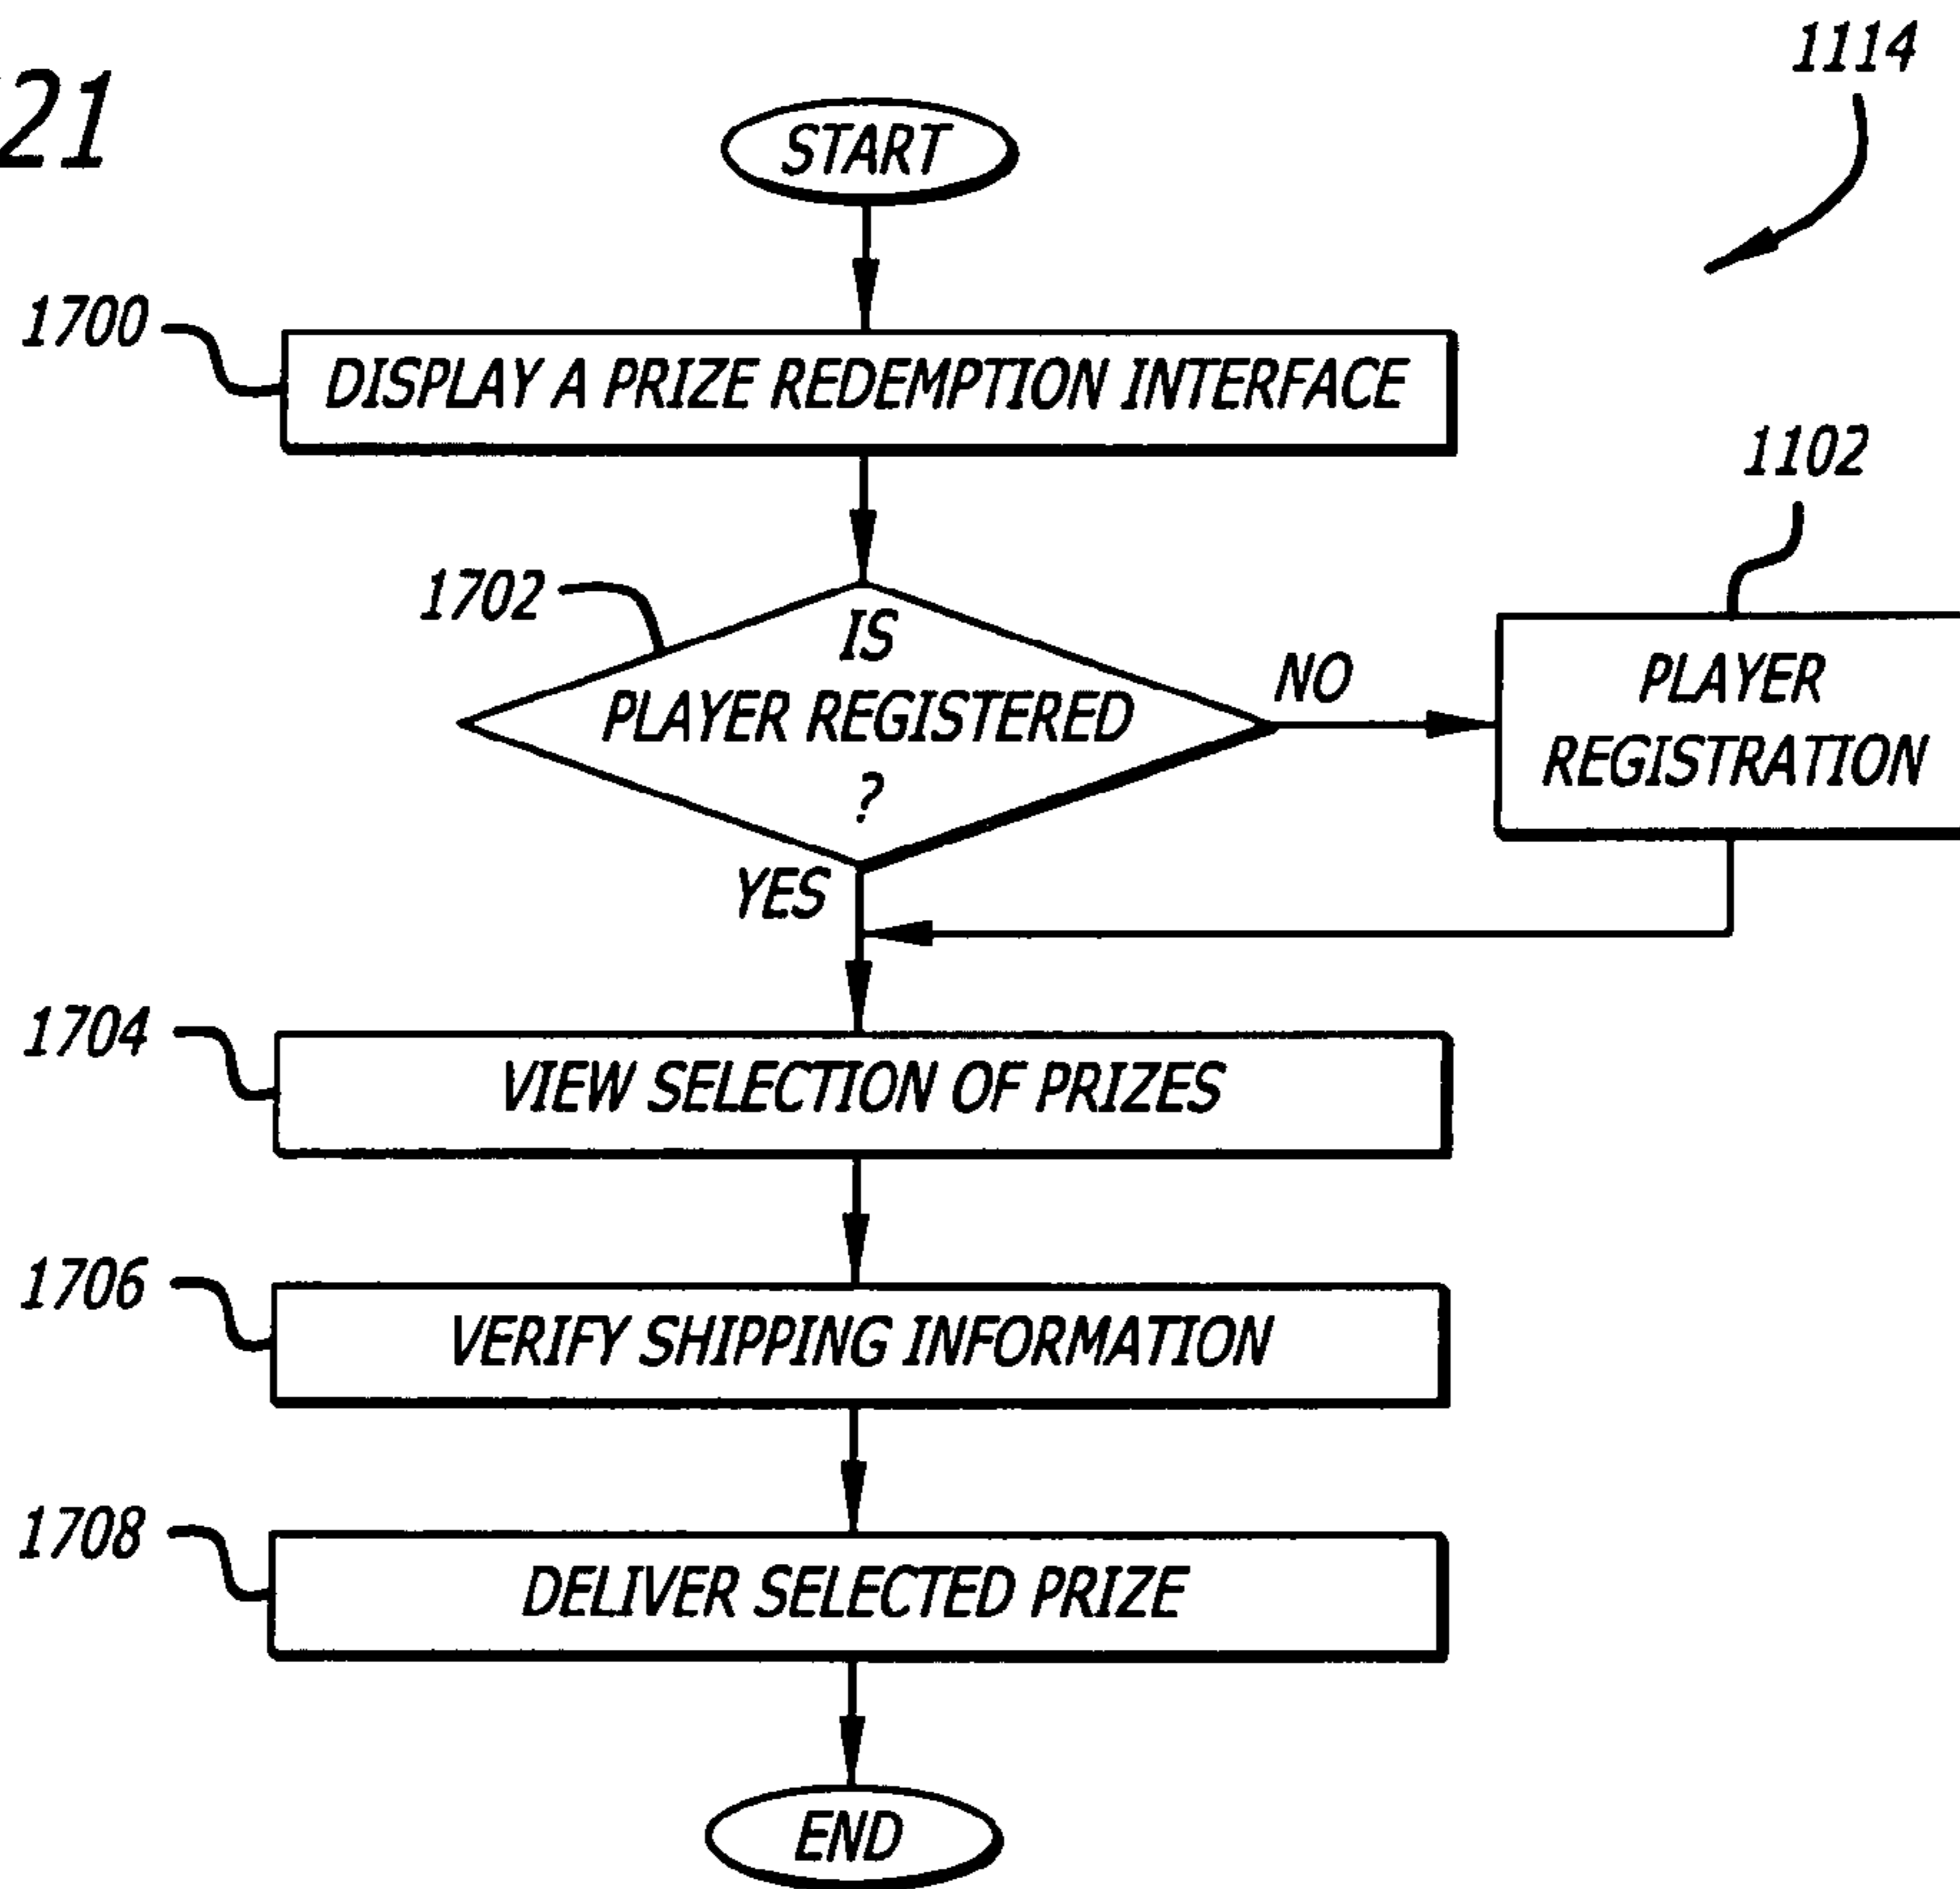 21
1114
START
1700
DISPLAY A PRIZE REDEMPTION INTERFACE
1102
1702
IS
PLAYER REGISTERED
?
NO
PLAYER
REGISTRATION
YES
1704
VIEW SELECTION OF PRIZES
1706
VERIFY SHIPPING INFORMATION
1708
DELIVER SELECTED PRIZE
END